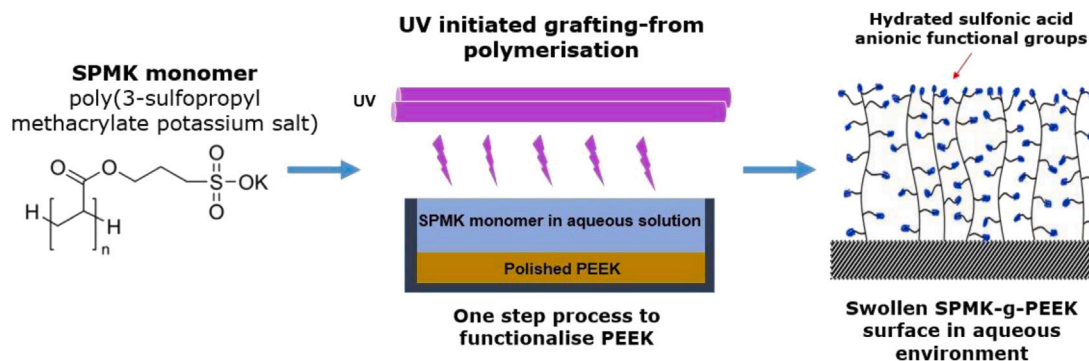 SPMK monomer
poly(3-sulfopropyl
methacrylate potassium salt)
O
O
S
O
O
OK
H
H
n
UV initiated grafting-from
polymerisation
UV
SPMK monomer in aqueous solution
Polished PEEK
One step process to
functionalise PEEK
Hydrated sulfonic acid
anionic functional groups
Swollen SPMK-g-PEEK
surface in aqueous
environment